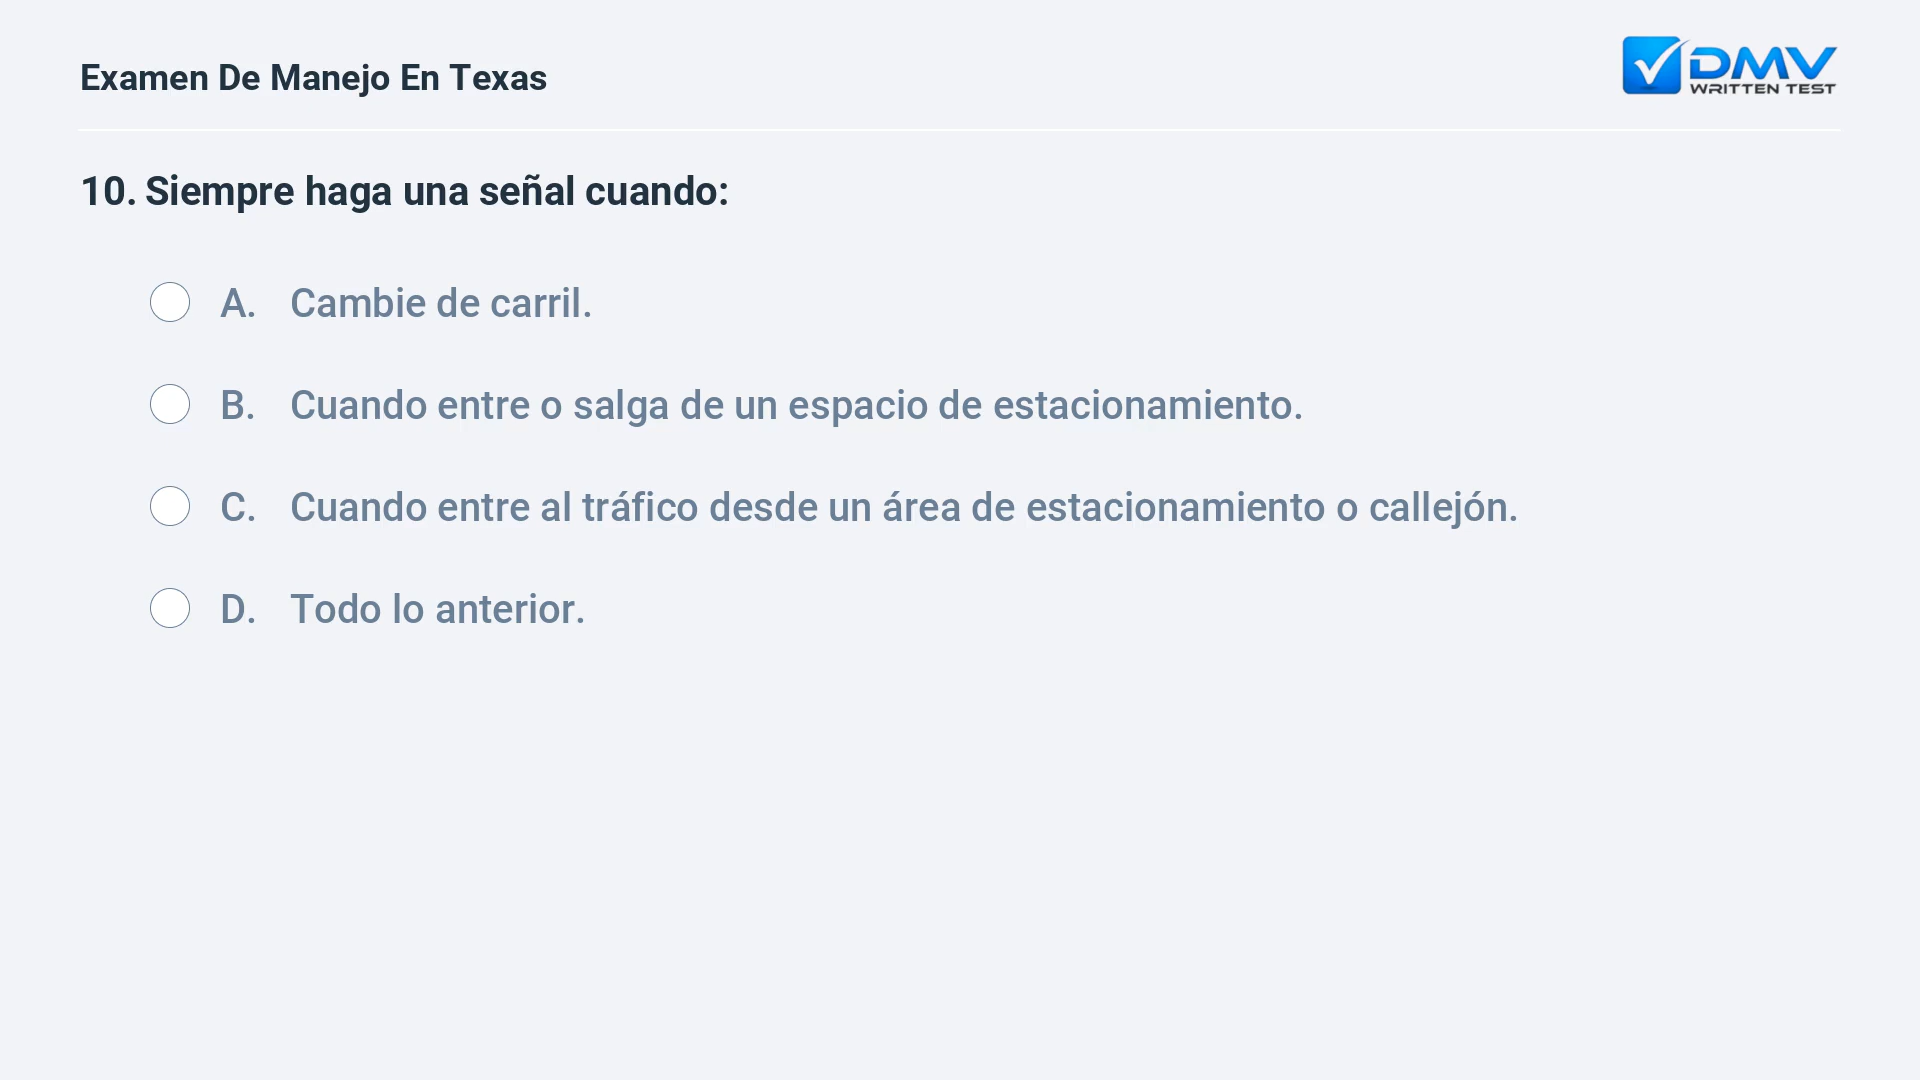 Examen De Manejo En Texas
DMV
WRITTEN TEST
10. Siempre haga una señal cuando:
A. Cambie de carril.
B. Cuando entre o salga de un espacio de estacionamiento.
C. Cuando entre al tráfico desde un área de estacionamiento o callejón.
D. Todo lo anterior.